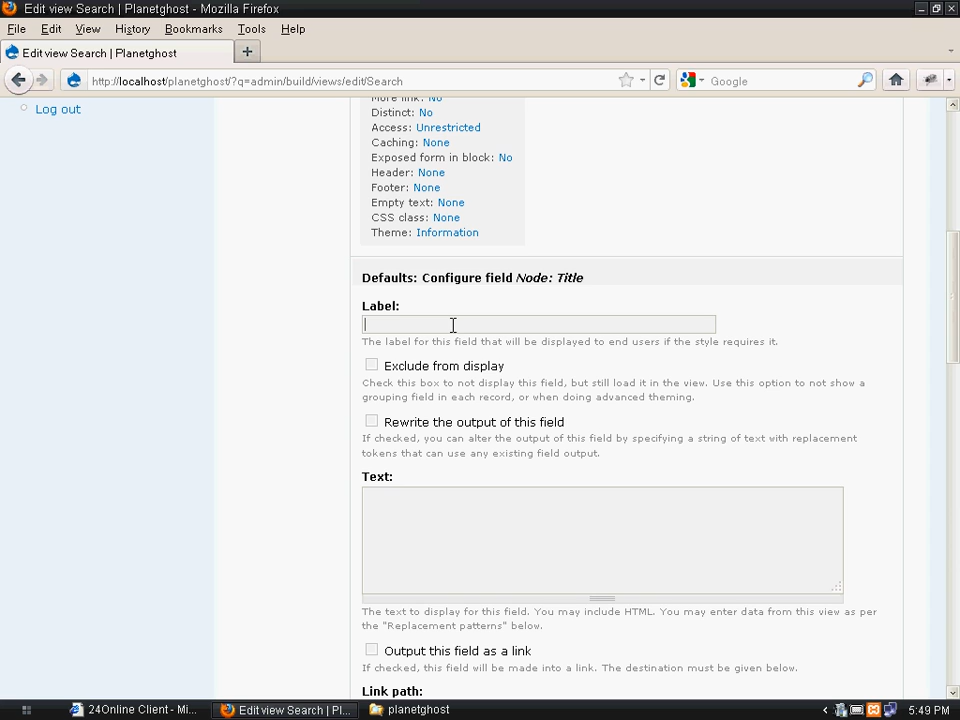 Edit view Search | Planetghost - Mozilla Firefox
File Edit View History Bookmarks Tools Help
Edit view Search | Planetghost
http://localhost/planetghost/?q=admin/build/views/edit/Search
Google
Log out
More link: No
Distinct: No
Access: Unrestricted
Caching: None
Exposed form in block: No
Header: None
Footer: None
Empty text: None
CSS class: None
Theme: Information
Defaults: Configure field Node: Title
Label:
The label for this field that will be displayed to end users if the style requires it.
Exclude from display
Check this box to not display this field, but still load it in the view. Use this option to not show a
grouping field in each record, or when doing advanced theming.
Rewrite the output of this field
If checked, you can alter the output of this field by specifying a string of text with replacement
tokens that can use any existing field output.
Text:
The text to display for this field. You may include HTML. You may enter data from this view as per
the "Replacement patterns" below.
Output this field as a link
If checked, this field will be made into a link. The destination must be given below.
Link path:
24Online Client - Mi...
Edit view Search | Pl...
planetghost
5:49 PM